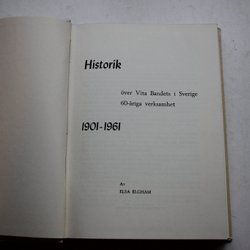 Historik
över Vita Bandets i Sverige
60-åriga verksamhet
1901-1961
Av
ELSA ELGHAM